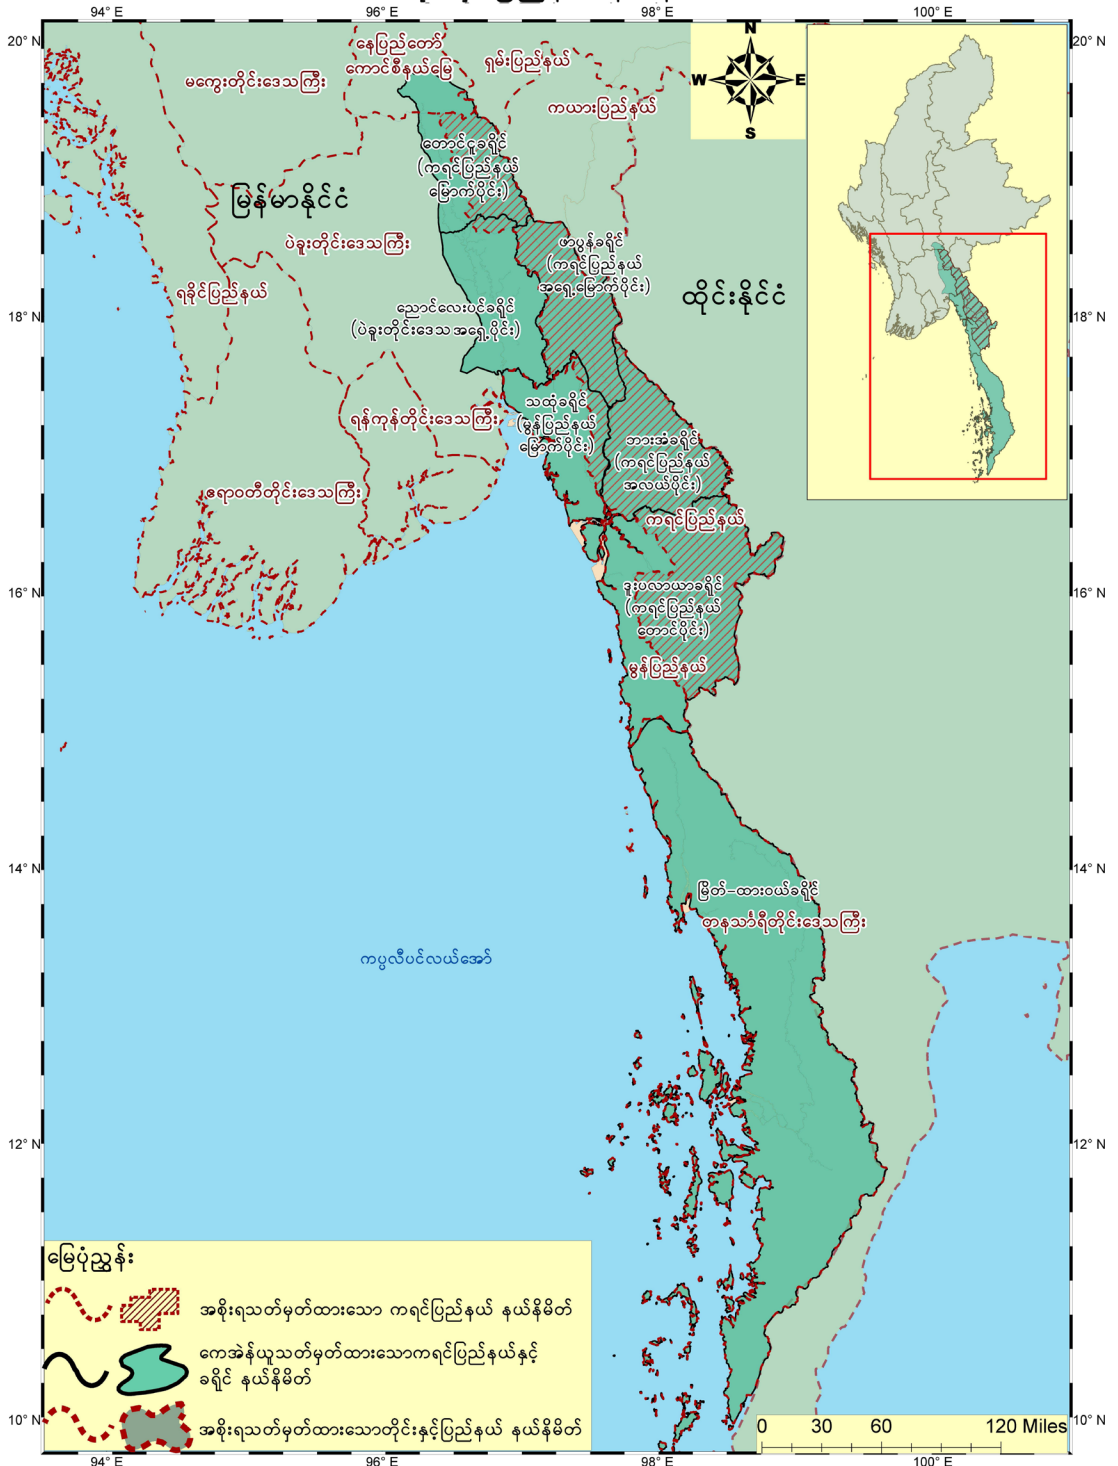 94° E
96° E
98° E
100° E
20° N
20° N
N
W
E
S
နေပြည်တော်
ကောင်စီနယ်မြေ
ရှမ်းပြည်နယ်
မကွေးတိုင်းဒေသကြီး
ကယားပြည်နယ်
တောင်ငူခရိုင်
(ကရင်ပြည်နယ်
မြောက်ပိုင်း)
မြန်မာနိုင်ငံ
ပဲခူးတိုင်းဒေသကြီး
ဖာပွန်ခရိုင်
(ကရင်ပြည်နယ်
အရှေ့မြောက်ပိုင်း)
ရခိုင်ပြည်နယ်
ထိုင်းနိုင်ငံ
18° N
18° N
ညောင်လေးပင်ခရိုင်
(ပဲခူးတိုင်းဒေသအရှေ့ပိုင်း)
သထုံခရိုင်
(မွန်ပြည်နယ်
မြောက်ပိုင်း)
ရန်ကုန်တိုင်းဒေသကြီး
ဘားအံခရိုင်
(ကရင်ပြည်နယ်
အလယ်ပိုင်း)
ဧရာဝတီတိုင်းဒေသကြီး
ကရင်ပြည်နယ်
16° N
16° N
ဒူးပလာယာခရိုင်
(ကရင်ပြည်နယ်
တောင်ပိုင်း)
မွန်ပြည်နယ်
14° N
14° N
မြိတ်-ထားဝယ်ခရိုင်
တနင်္သာရီတိုင်းဒေသကြီး
ကပ္ပလီပင်လယ်အော်
12° N
12° N
မြေပုံညွှန်း
အစိုးရသတ်မှတ်ထားသော ကရင်ပြည်နယ် နယ်နိမိတ်
ကေအဲန်ယူသတ်မှတ်ထားသောကရင်ပြည်နယ်နှင့်
ခရိုင် နယ်နိမိတ်
အစိုးရသတ်မှတ်ထားသောတိုင်းနှင့်ပြည်နယ် နယ်နိမိတ်
10° N
10° N
0 30 60 120 Miles
94° E
96° E
98° E
100° E